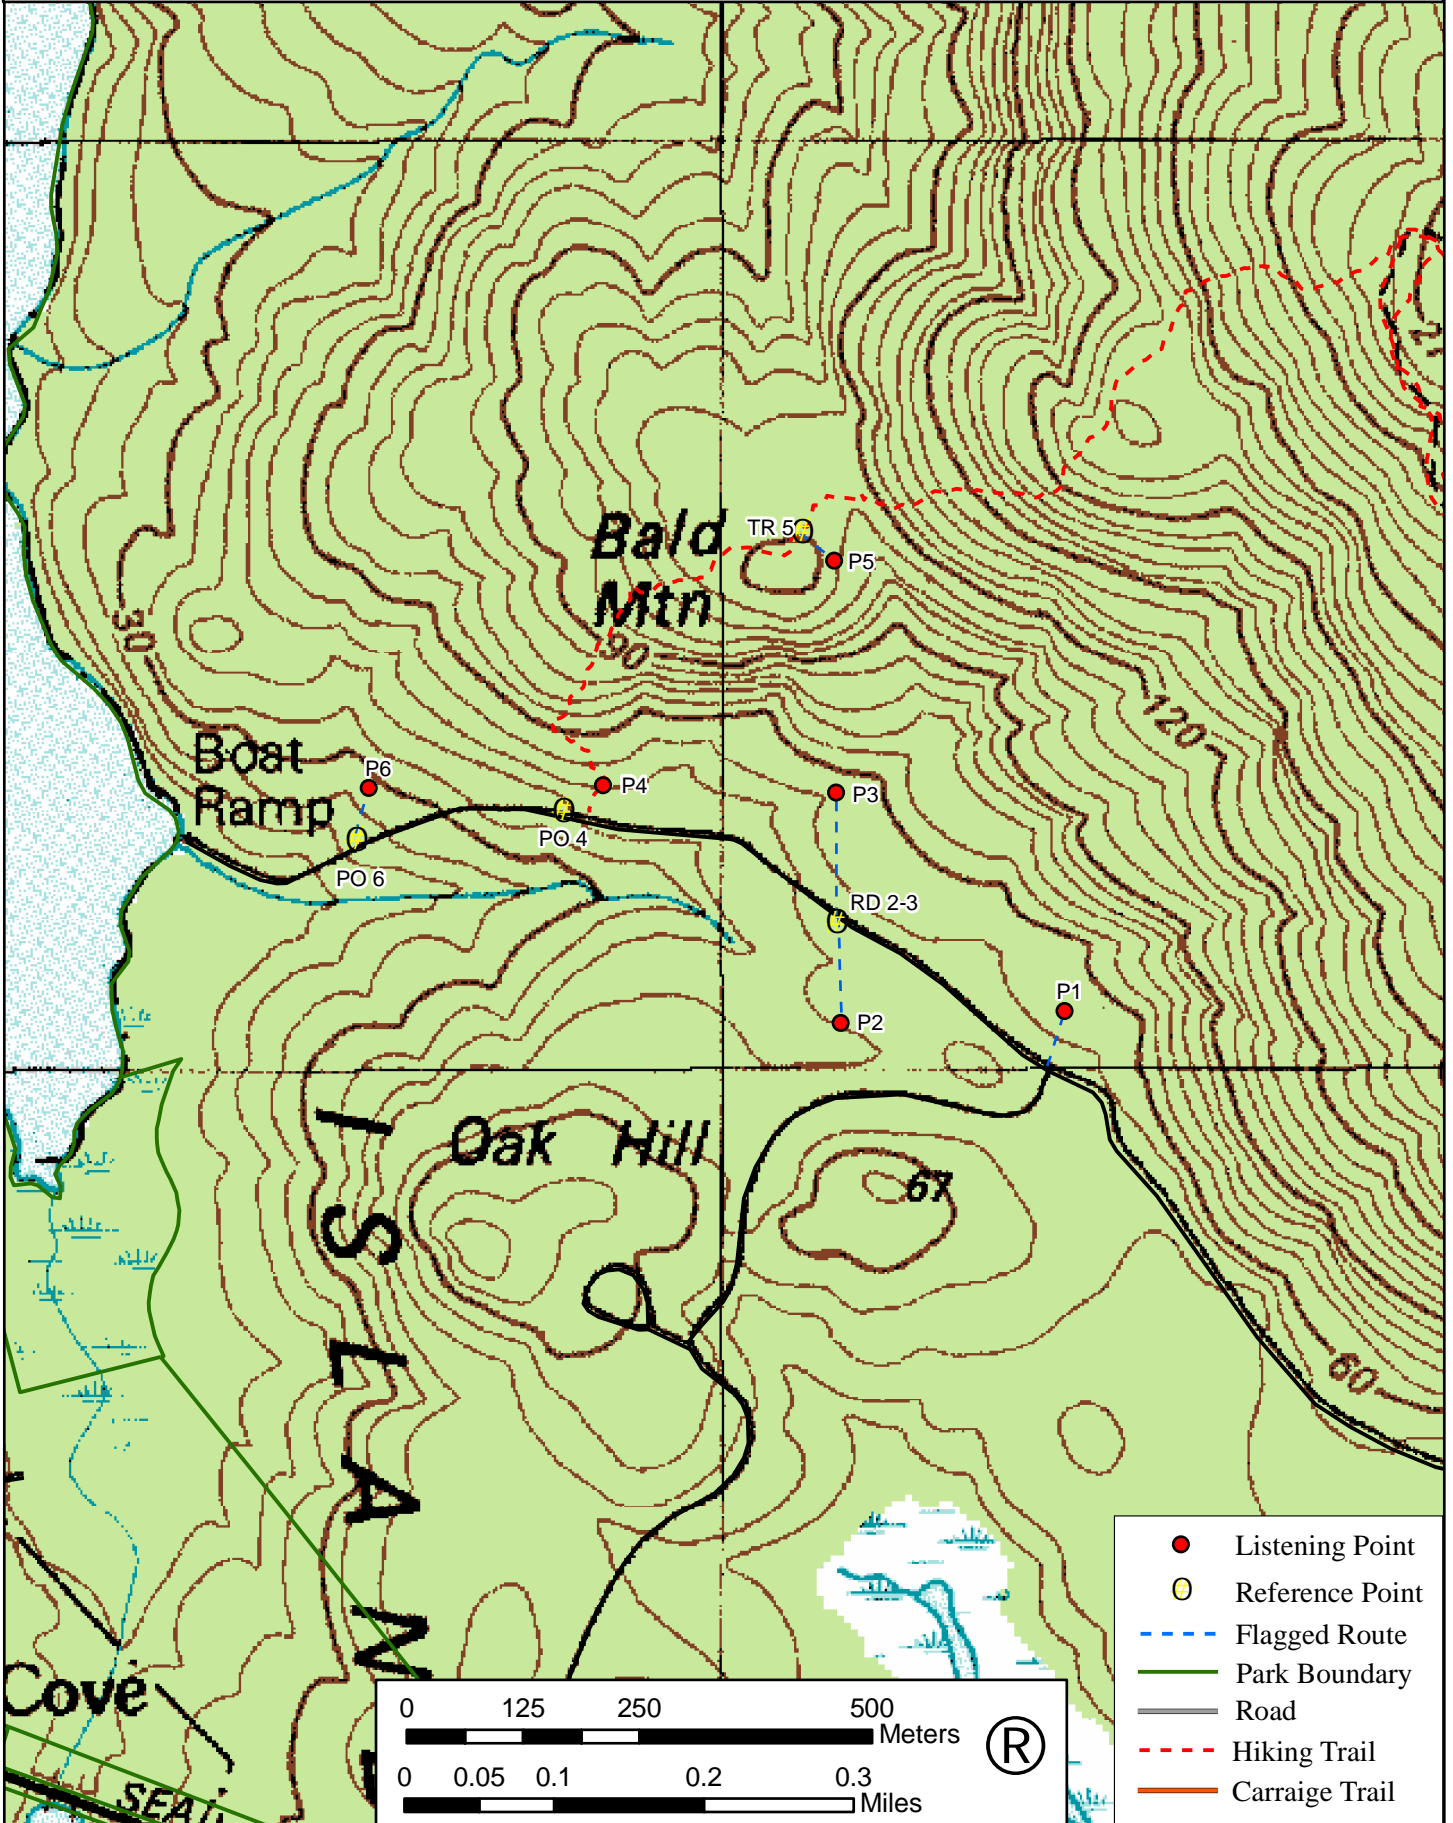 Bald
Mtn
TR 5
P5
30
90
120
Boat
Ramp
P6
P4
P3
PO 4
PO 6
RD 2-3
P1
P2
Oak Hill
67
I
S
L
A
N
60
Cove
SEAL
0 125 250 500
Meters
0 0.05 0.1 0.2 0.3
Miles
®
Listening Point
Reference Point
Flagged Route
Park Boundary
Road
Hiking Trail
Carraige Trail